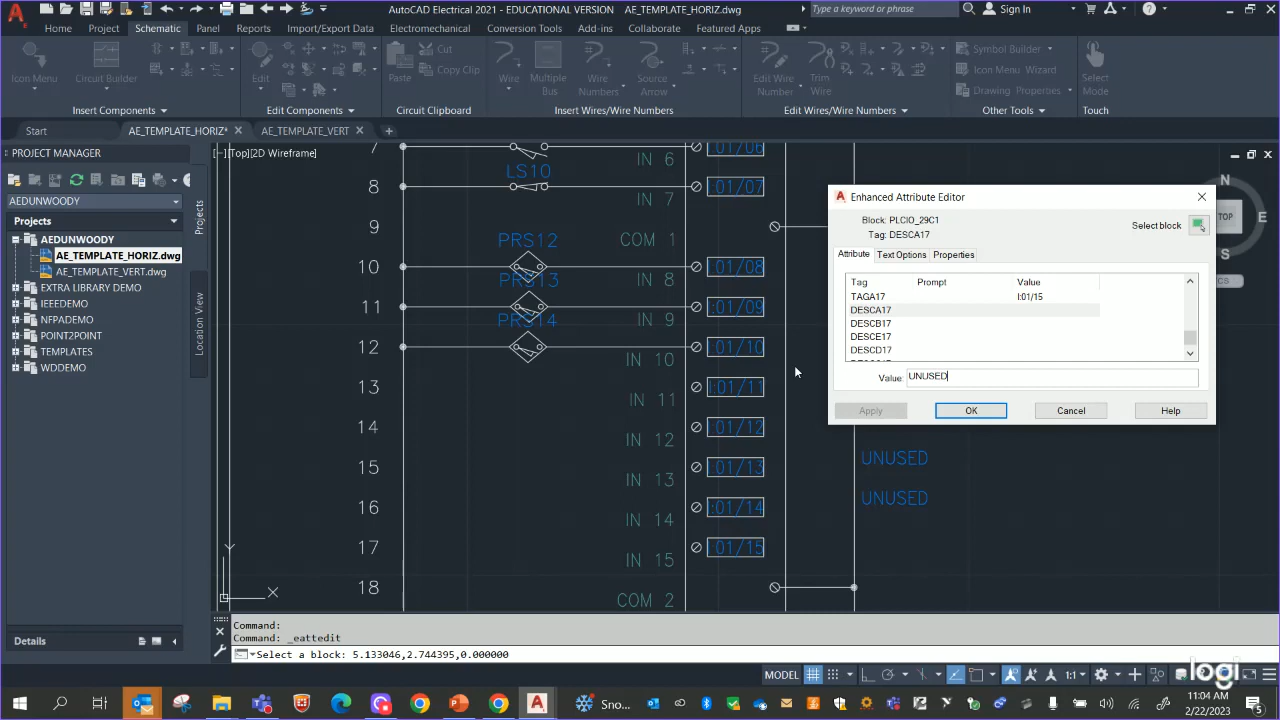 AutoCAD Electrical 2021 - EDUCATIONAL VERSION AE_TEMPLATE_HORIZ.dwg
Type a keyword or phrase
Sign In
Home Project Schematic Panel Reports Import/Export Data Electromechanical Conversion Tools Add-ins Collaborate Featured Apps
Icon Menu
Circuit Builder
Edit
Paste
Cut
Copy Clip
Wire
Multiple Bus
Wire Numbers
Source Arrow
Edit Wire Number
Trim Wire
Symbol Builder
Icon Menu Wizard
Drawing Properties
Select Mode
Insert Components
Edit Components
Circuit Clipboard
Insert Wires/Wire Numbers
Edit Wires/Wire Numbers
Other Tools
Touch
Start
AE_TEMPLATE_HORIZ*
AE_TEMPLATE_VERT
PROJECT MANAGER
AEDUNWOODY
Projects
AEDUNWOODY
AE_TEMPLATE_HORIZ.dwg
AE_TEMPLATE_VERT.dwg
EXTRA LIBRARY DEMO
IEEEDEMO
NFPADEMO
POINT2POINT
TEMPLATES
WDDEMO
Projects
Location View
Details
[−][Top][2D Wireframe]
7
I:01/06
IN 6
LS10
8
I:01/07
IN 7
9
COM 1
PRS12
10
I:01/08
IN 8
PRS13
11
I:01/09
IN 9
PRS14
12
I:01/10
IN 10
13
I:01/11
IN 11
14
I:01/12
IN 12
15
I:01/13
IN 13
UNUSED
16
I:01/14
IN 14
UNUSED
17
I:01/15
IN 15
18
COM 2
N
TOP
E
S
Enhanced Attribute Editor
Block: PLCIO_29C1
Tag: DESCA17
Select block
Attribute Text Options Properties
Tag Prompt Value
TAGA17 I:01/15
DESCA17
DESCB17
DESCE17
DESCD17
Value: UNUSED
Apply OK Cancel Help
Command:
Command: _eattedit
Select a block: 5.133046,2.744395,0.000000
MODEL
1:1
logi
Sno...
11:04 AM
2/22/2023